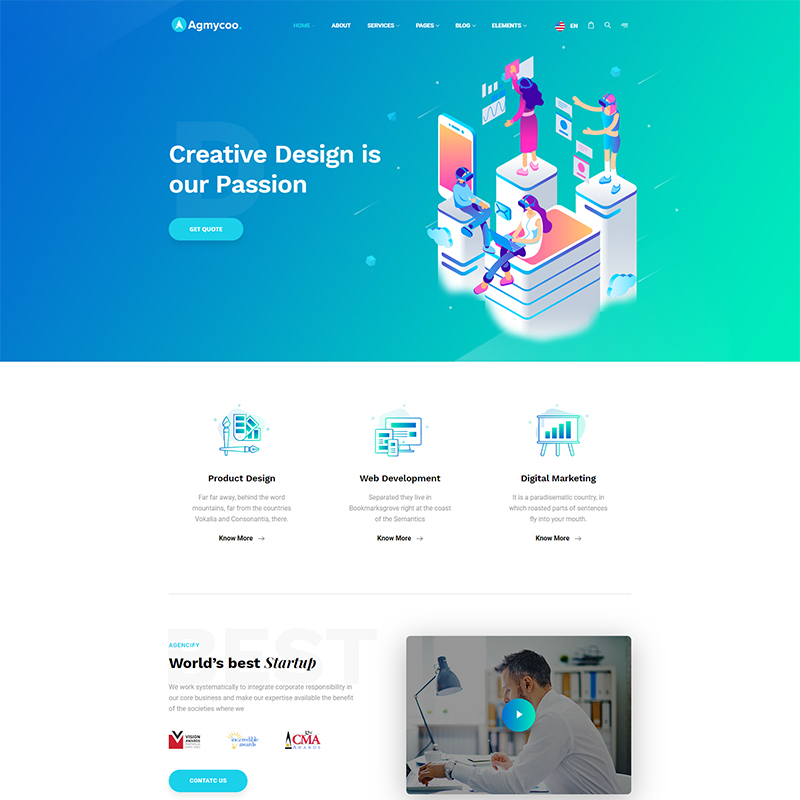 Agmycoo.
HOME
ABOUT
SERVICES
PAGES
BLOG
ELEMENTS
EN
D
Creative Design is
our Passion
GET QUOTE
Product Design
Far far away, behind the word
mountains, far from the countries
Vokalia and Consonantia, there.
Know More
Web Development
Separated they live in
Bookmarksgrove right at the coast
of the Semantics
Know More
Digital Marketing
It is a paradisematic country, in
which roasted parts of sentences
fly into your mouth.
Know More
BEST
AGENCIFY
World's best Startup
We work systematically to integrate corporate responsibility in
our core business and make our expertise available the benefit
of the societies where we
VISION
AWARDS
incredible
awards
CMA
AWARDS
CONTATC US